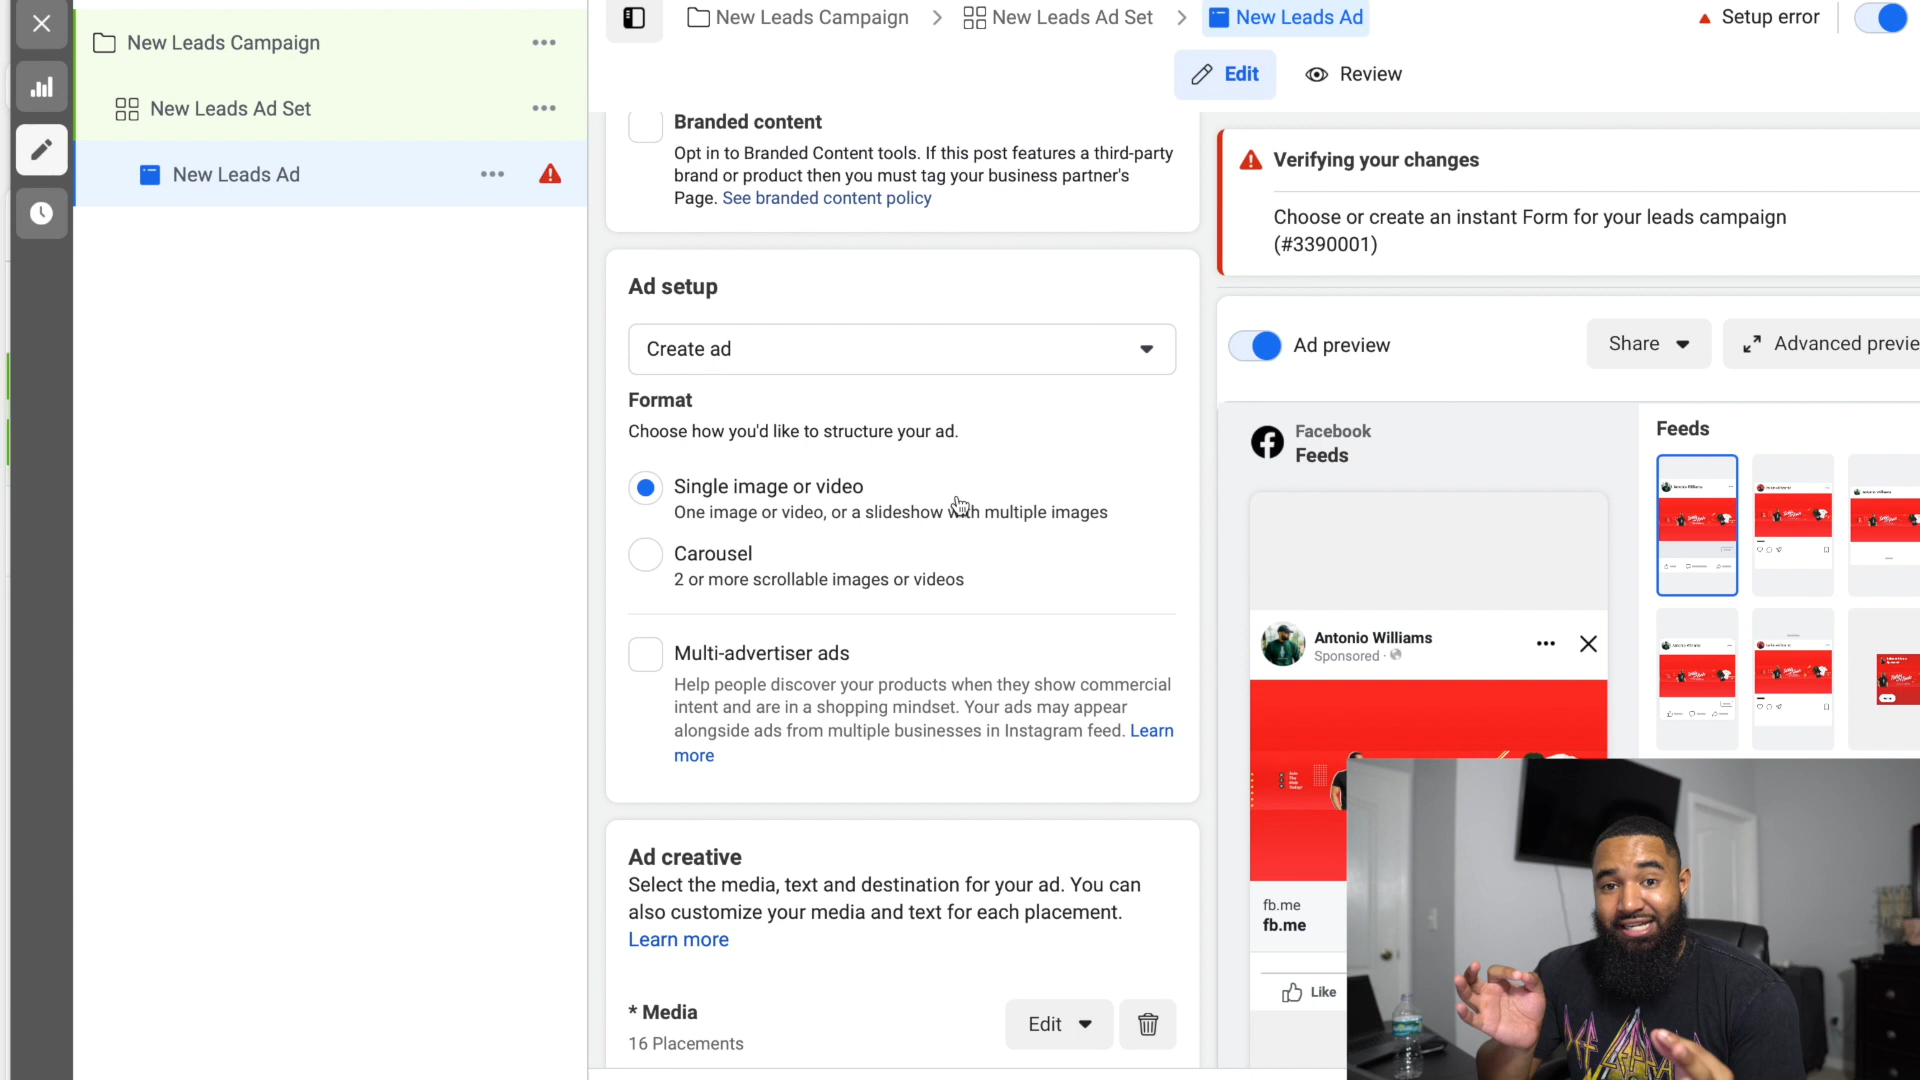 New Leads Campaign
New Leads Ad Set
New Leads Ad
New Leads Campaign
New Leads Ad Set
New Leads Ad
Setup error
Edit
Review
Branded content
Opt in to Branded Content tools. If this post features a third-party
brand or product then you must tag your business partner's
Page. See branded content policy
Ad setup
Create ad
Format
Choose how you'd like to structure your ad.
Single image or video
One image or video, or a slideshow with multiple images
Carousel
2 or more scrollable images or videos
Multi-advertiser ads
Help people discover your products when they show commercial
intent and are in a shopping mindset. Your ads may appear
alongside ads from multiple businesses in Instagram feed. Learn
more
Ad creative
Select the media, text and destination for your ad. You can
also customize your media and text for each placement.
Learn more
* Media
16 Placements
Edit
Verifying your changes
Choose or create an instant Form for your leads campaign
(#3390001)
Ad preview
Share
Advanced previe
Facebook
Feeds
Feeds
Antonio Williams
Sponsored ·
fb.me
fb.me
Like